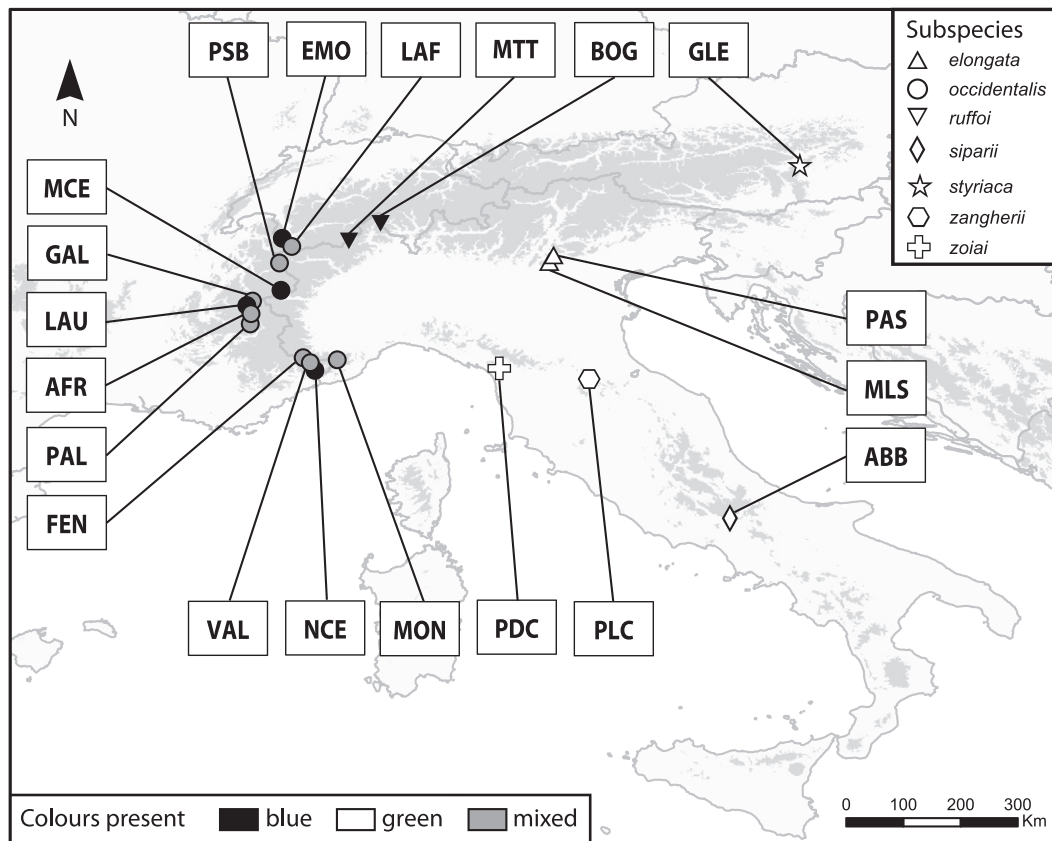 PSB
EMO
LAF
MTT
BOG
GLE
Subspecies
elongata
occidentalis
ruffoi
siparii
styriaca
zangherii
zoiai
N
MCE
GAL
LAU
AFR
PAL
FEN
PAS
MLS
ABB
VAL
NCE
MON
PDC
PLC
Colours present blue green mixed
0 100 200 300
Km